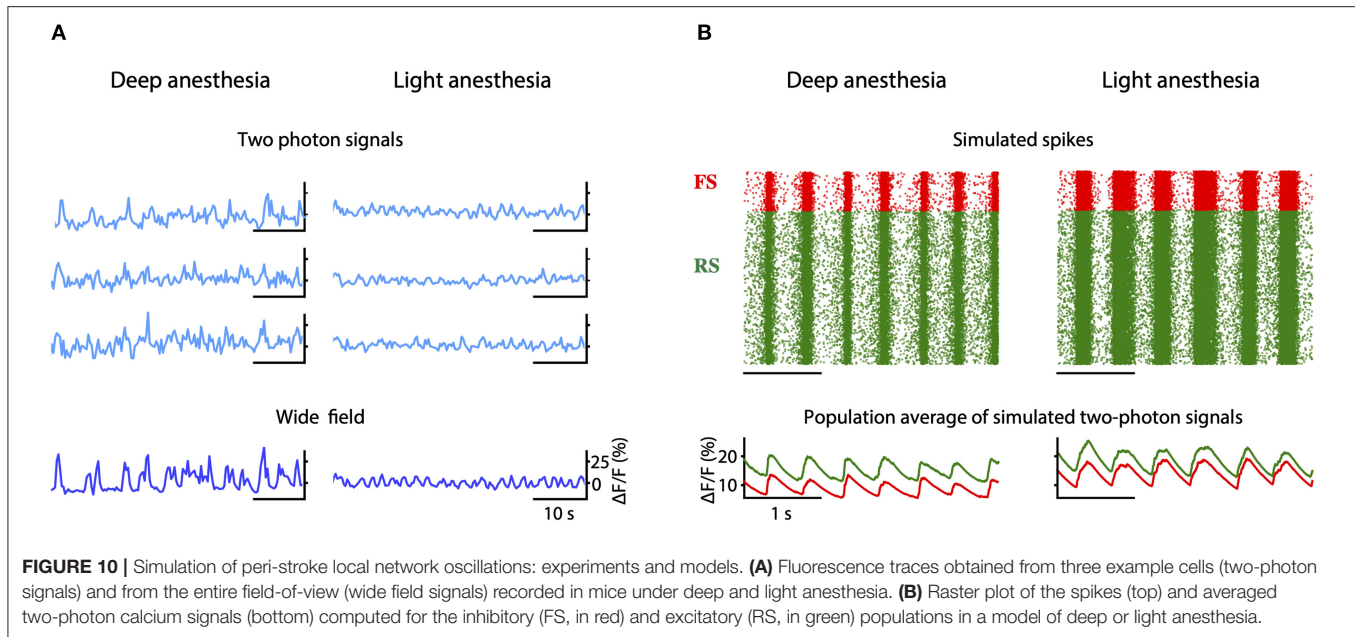 A
B
Deep anesthesia
Light anesthesia
Deep anesthesia
Light anesthesia
Two photon signals
Simulated spikes
FS
RS
Wide field
Population average of simulated two-photon signals
25
0
ΔF/F (%)
10 s
20
10
ΔF/F (%)
1 s
FIGURE 10 | Simulation of peri-stroke local network oscillations: experiments and models. (A) Fluorescence traces obtained from three example cells (two-photon
signals) and from the entire field-of-view (wide field signals) recorded in mice under deep and light anesthesia. (B) Raster plot of the spikes (top) and averaged
two-photon calcium signals (bottom) computed for the inhibitory (FS, in red) and excitatory (RS, in green) populations in a model of deep or light anesthesia.